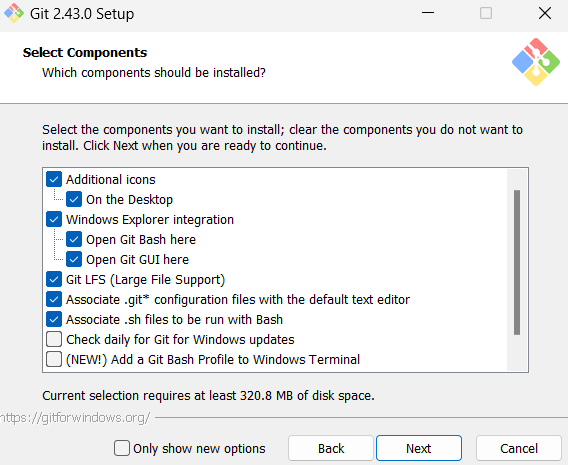 Git 2.43.0 Setup
Select Components
Which components should be installed?
Select the components you want to install; clear the components you do not want to
install. Click Next when you are ready to continue.
Additional icons
On the Desktop
Windows Explorer integration
Open Git Bash here
Open Git GUI here
Git LFS (Large File Support)
Associate .git* configuration files with the default text editor
Associate .sh files to be run with Bash
Check daily for Git for Windows updates
(NEW!) Add a Git Bash Profile to Windows Terminal
Current selection requires at least 320.8 MB of disk space.
https://gitforwindows.org/
Only show new options
Back
Next
Cancel